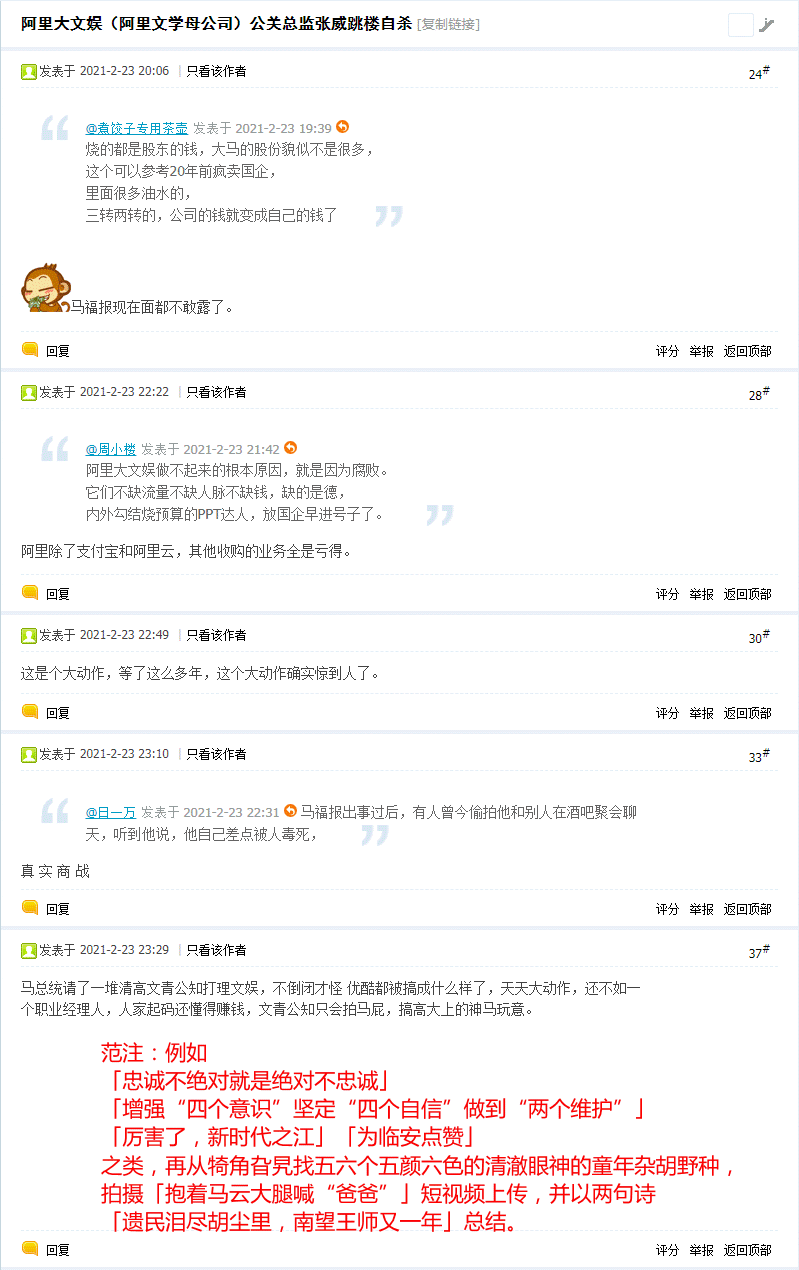 阿里大文娱（阿里文学母公司）公关总监张威跳楼自杀 [复制链接]
发表于 2021-2-23 20:06 |只看该作者
24#
@煮饺子专用茶壶 发表于 2021-2-23 19:39
烧的都是股东的钱，大马的股份貌似不是很多，
这个可以参考20年前疯卖国企，
里面很多油水的，
三转两转的，公司的钱就变成自己的钱了
马福报现在面都不敢露了。
回复
评分 举报 返回顶部
发表于 2021-2-23 22:22 |只看该作者
28#
@周小楼 发表于 2021-2-23 21:42
阿里大文娱做不起来的根本原因，就是因为腐败。
它们不缺流量不缺人脉不缺钱，缺的是德，
内外勾结烧预算的PPT达人，放国企早进号子了。
阿里除了支付宝和阿里云，其他收购的业务全是亏得。
回复
评分 举报 返回顶部
发表于 2021-2-23 22:49 |只看该作者
30#
这是个大动作，等了这么多年，这个大动作确实惊到人了。
回复
评分 举报 返回顶部
发表于 2021-2-23 23:10 |只看该作者
33#
@日一万 发表于 2021-2-23 22:31 马福报出事过后，有人曾今偷拍他和别人在酒吧聚会聊
天，听到他说，他自己差点被人毒死，
真 实 商 战
回复
评分 举报 返回顶部
发表于 2021-2-23 23:29 |只看该作者
37#
马总统请了一堆清高文青公知打理文娱，不倒闭才怪 优酷都被搞成什么样了，天天大动作，还不如一
个职业经理人，人家起码还懂得赚钱，文青公知只会拍马屁，搞高大上的神马玩意。
范注：例如
「忠诚不绝对就是绝对不忠诚」
「增强“四个意识”坚定“四个自信”做到“两个维护”」
「厉害了，新时代之江」「为临安点赞」
之类，再从犄角旮旯找五六个五颜六色的清澈眼神的童年杂胡野种，
拍摄「抱着马云大腿喊“爸爸”」短视频上传，并以两句诗
「遗民泪尽胡尘里，南望王师又一年」总结。
回复
评分 举报 返回顶部